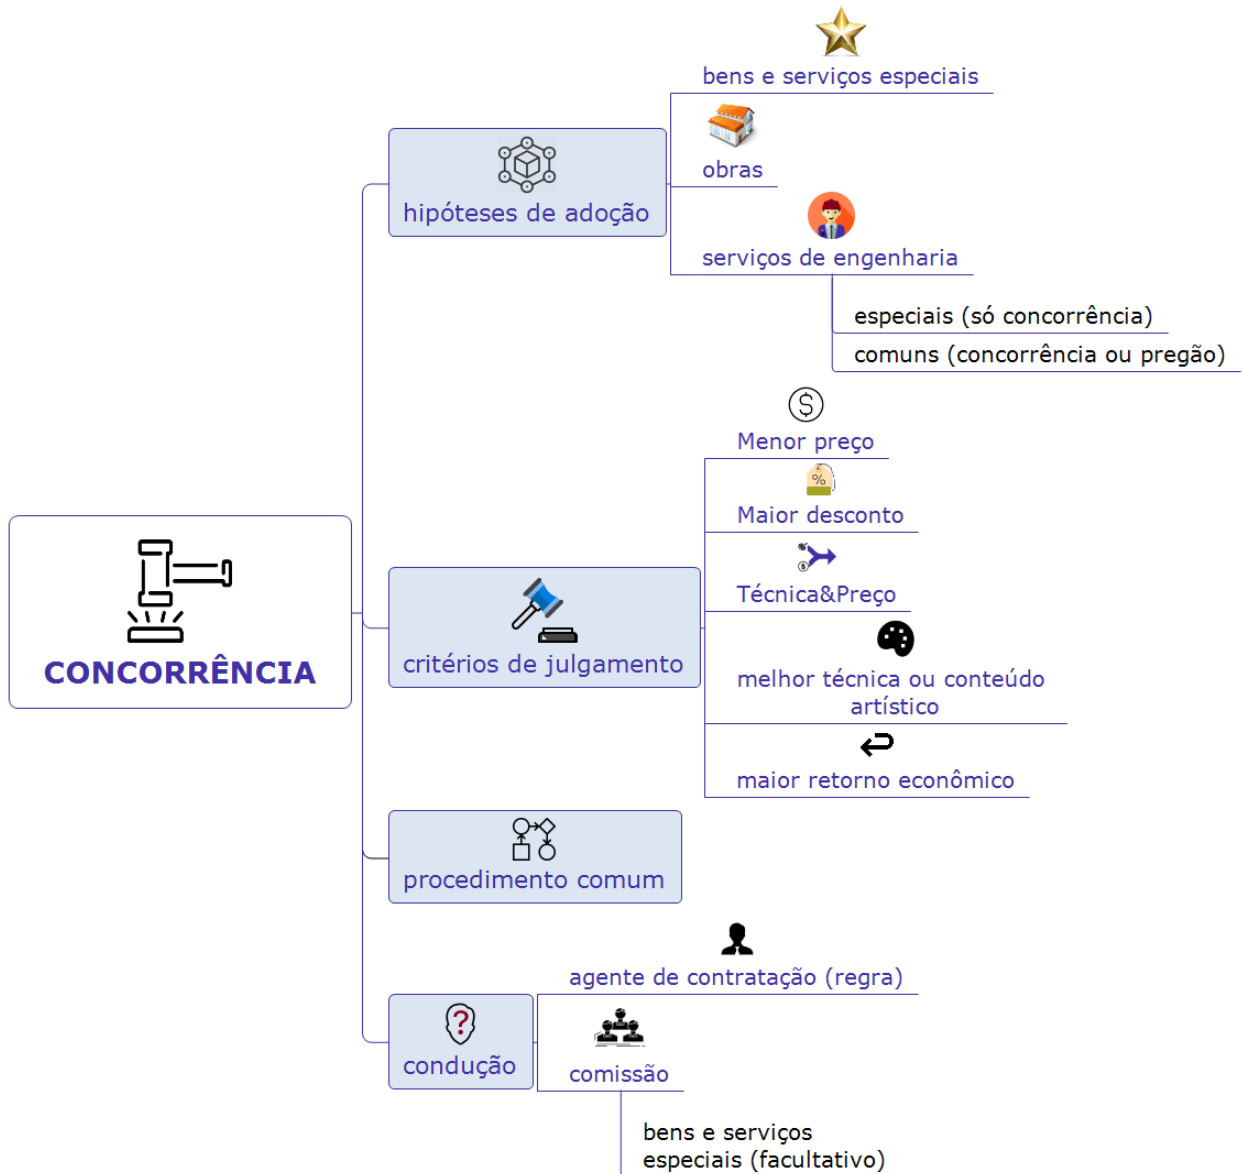 bens e serviços especiais
obras
hipóteses de adoção
serviços de engenharia
especiais (só concorrência)
comuns (concorrência ou pregão)
Menor preço
Maior desconto
Técnica&Preço
CONCORRÊNCIA
critérios de julgamento
melhor técnica ou conteúdo
artístico
maior retorno econômico
procedimento comum
agente de contratação (regra)
condução
comissão
bens e serviços
especiais (facultativo)